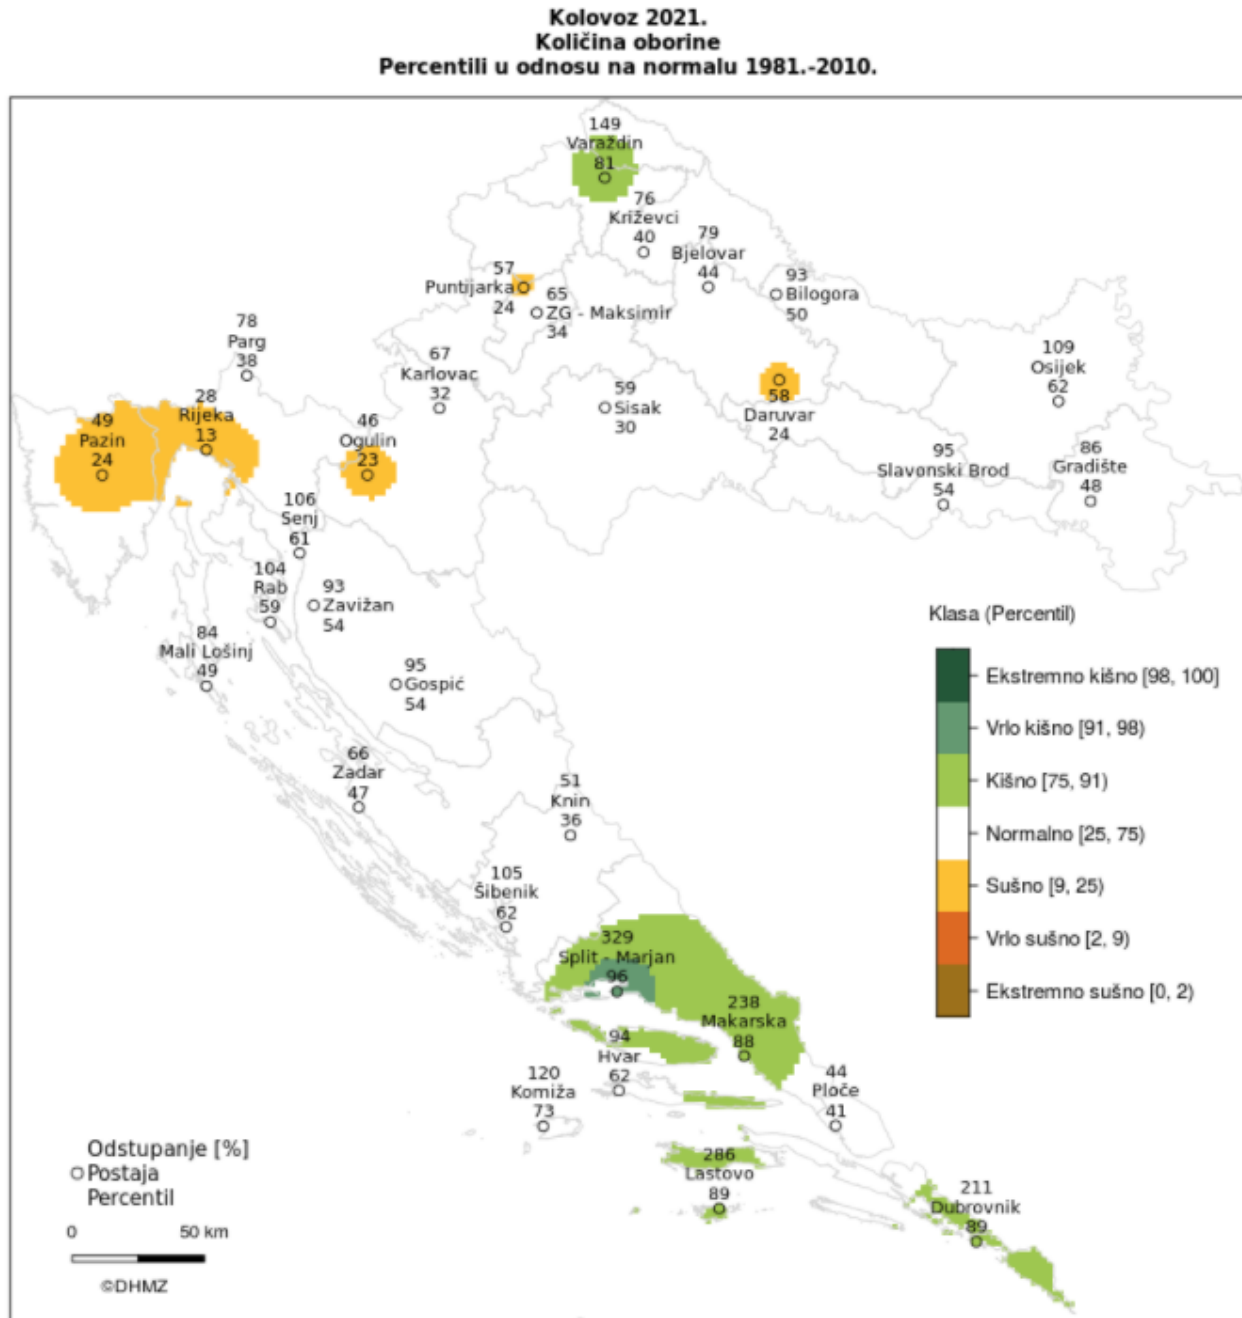 Kolovoz 2021.
Količina oborine
Percentili u odnosu na normalu 1981.-2010.
149
Varaždin
81
76
Križevci
40
79
Bjelovar
44
57
Puntijarka
24
65
ZG - Maksimir
34
93
Bilogora
50
78
Parg
38
67
Karlovac
32
59
Sisak
30
58
Daruvar
24
109
Osijek
62
49
Pazin
24
28
Rijeka
13
46
Ogulin
23
95
Slavonski Brod
54
86
Gradište
48
106
Senj
61
104
Rab
59
93
Zavižan
54
84
Mali Lošinj
49
95
Gospić
54
66
Zadar
47
51
Knin
36
105
Šibenik
62
329
Split - Marjan
96
238
Makarska
88
94
Hvar
62
120
Komiža
73
44
Ploče
41
286
Lastovo
89
211
Dubrovnik
89
Klasa (Percentil)
Ekstremno kišno [98, 100]
Vrlo kišno [91, 98)
Kišno [75, 91)
Normalno [25, 75)
Sušno [9, 25)
Vrlo sušno [2, 9)
Ekstremno sušno [0, 2)
Odstupanje [%]
Postaja
Percentil
0 50 km
©DHMZ